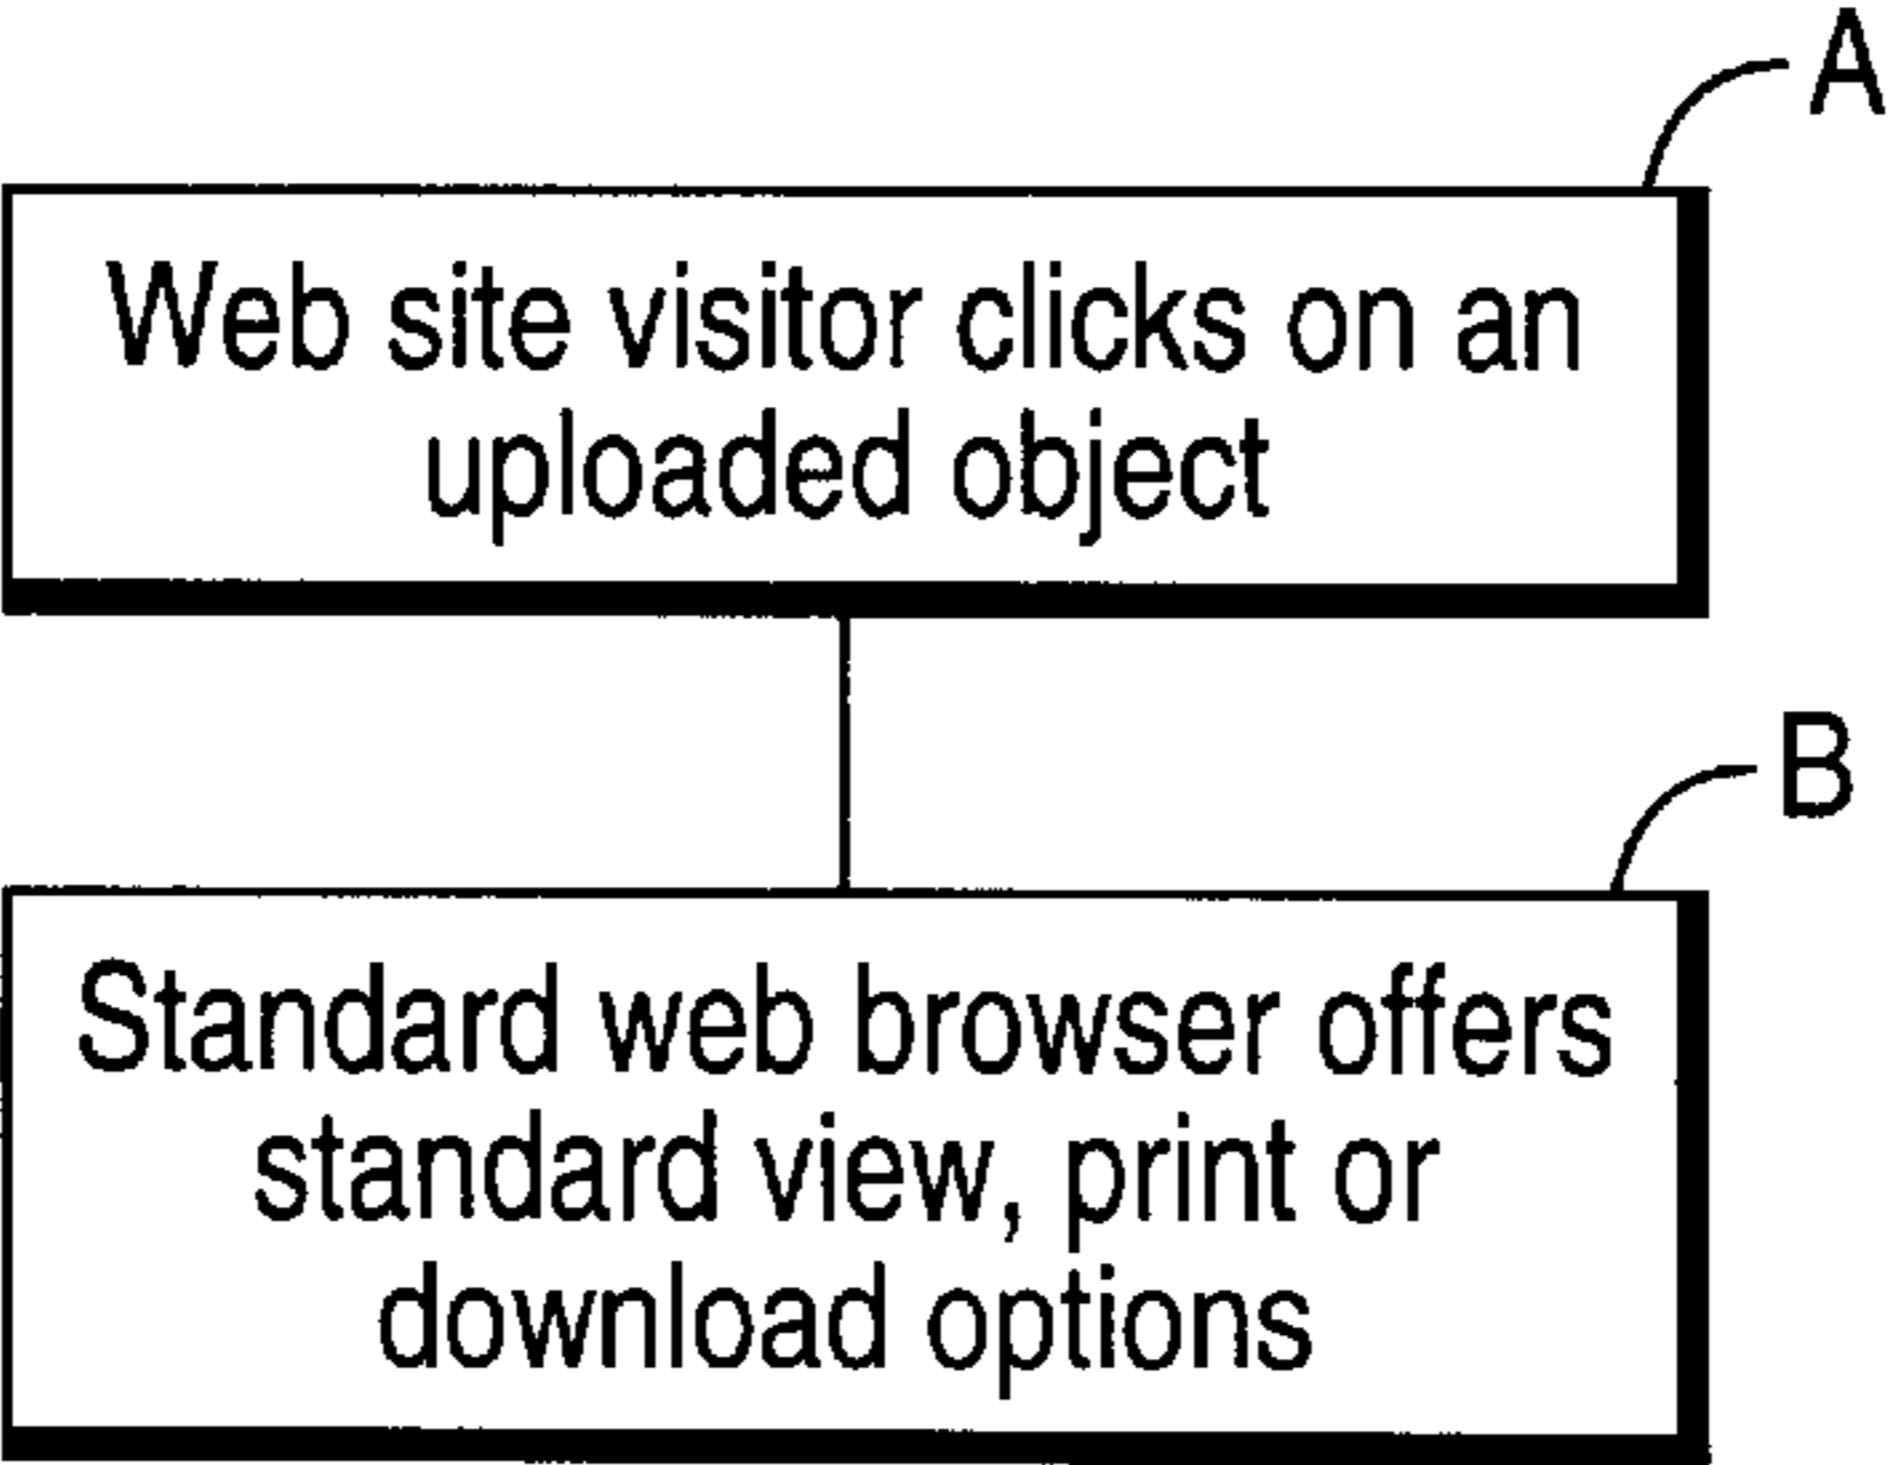 A
Web site visitor clicks on an
uploaded object
B
Standard web browser offers
standard view, print or
download options